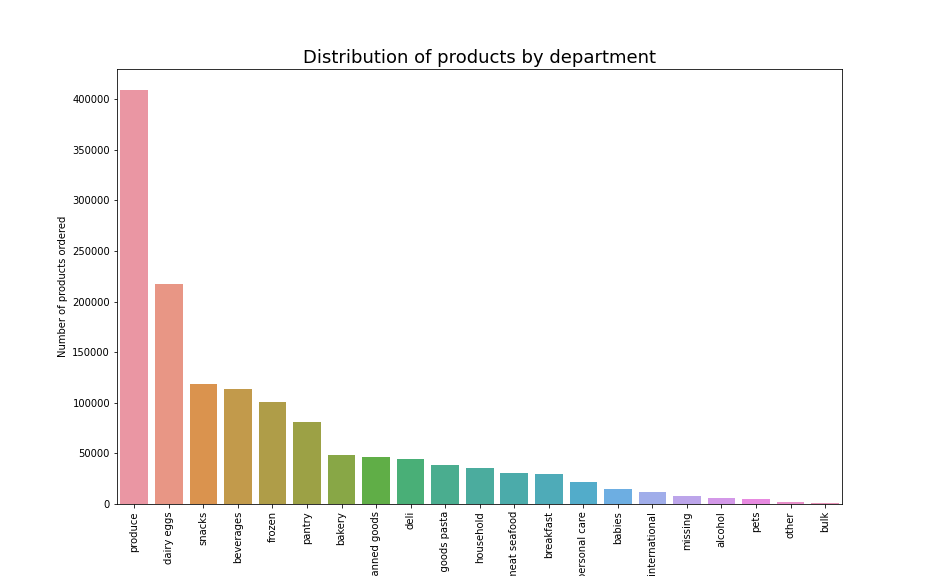 Distribution of products by department
Number of products ordered
400000
350000
300000
250000
200000
150000
100000
50000
0
produce
dairy eggs
snacks
beverages
frozen
pantry
bakery
anned goods
deli
goods pasta
household
meat seafood
breakfast
personal care
babies
international
missing
alcohol
pets
other
bulk